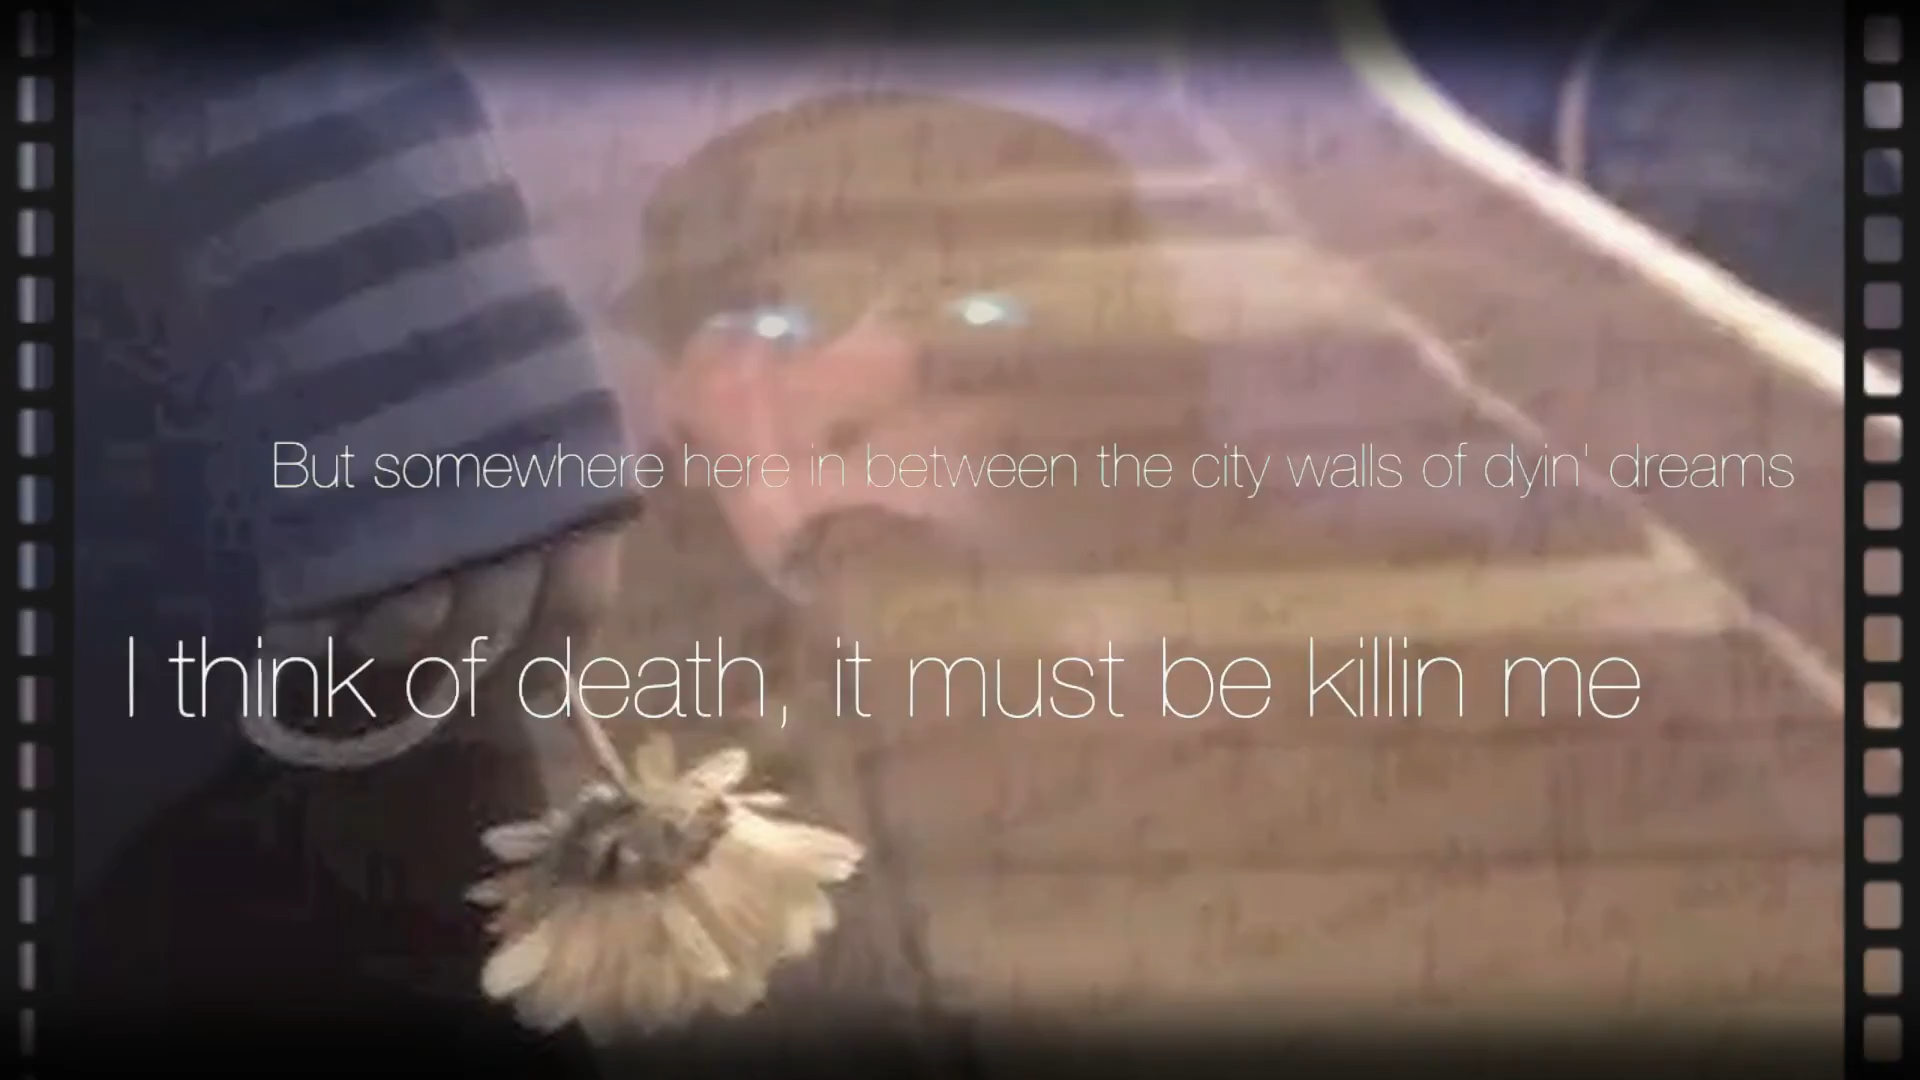 But somewhere here in between the city walls of dyin' dreams
I think of death, it must be killin me